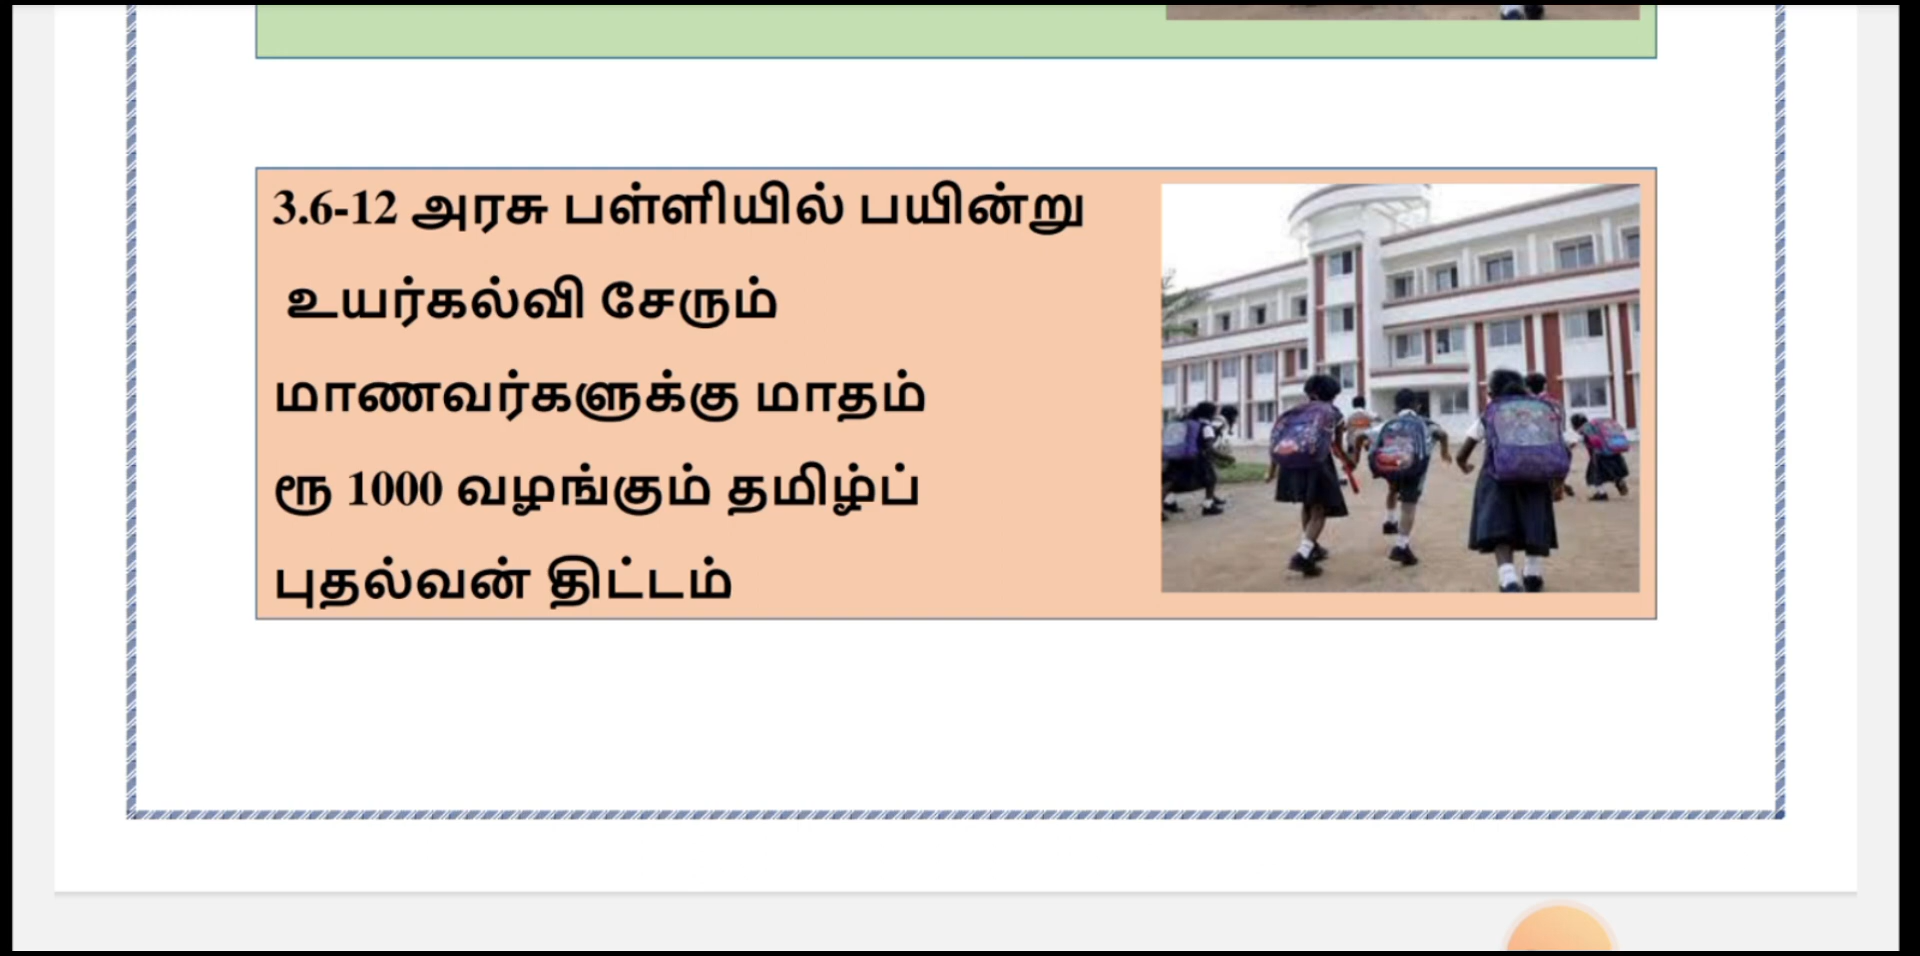 3.6-12 அரசு பள்ளியில் பயின்று
உயர்கல்வி சேரும்
மாணவர்களுக்கு மாதம்
ரூ 1000 வழங்கும் தமிழ்ப்
புதல்வன் திட்டம்